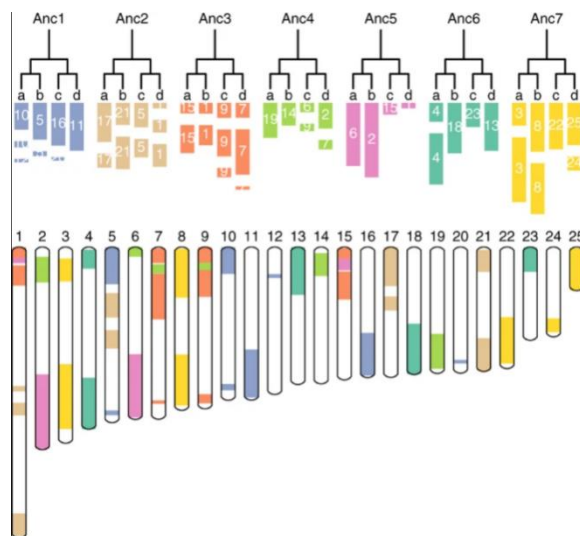 Anc1 Anc2 Anc3 Anc4 Anc5 Anc6 Anc7
a b c d a b c d a b c d a b c d a b c d a b c d a b c d
10 5 16 11 17 21 5 1 15 1 9 7 19 14 6 2 6 2 15 1 4 18 23 13 3 8 22 25
17 21 5 1 15 1 9 7 9 7 4 3 8 24
9
1 2 3 4 5 6 7 8 9 10 11 12 13 14 15 16 17 18 19 20 21 22 23 24 25